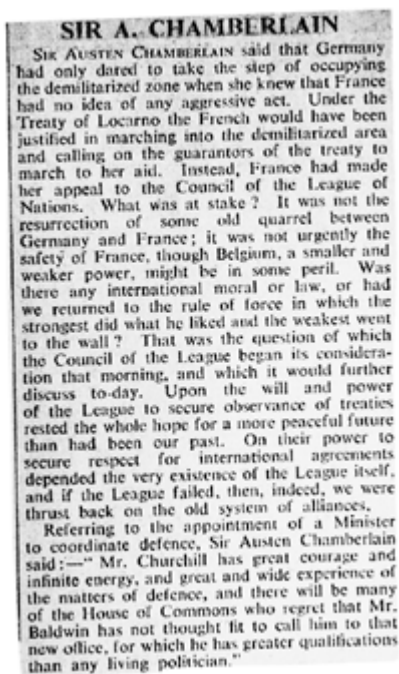 SIR A. CHAMBERLAIN
SIR AUSTEN CHAMBERLAIN said that Germany
had only dared to take the step of occupying
the demilitarized zone when she knew that France
had no idea of any aggressive act. Under the
Treaty of Locarno the French would have been
justified in marching into the demilitarized area
and calling on the guarantors of the treaty to
march to her aid. Instead, France had made
her appeal to the Council of the League of
Nations. What was at stake? It was not the
resurrection of some old quarrel between
Germany and France; it was not urgently the
safety of France, though Belgium, a smaller and
weaker power, might be in some peril. Was
there any international moral or law, or had
we returned to the rule of force in which the
strongest did what he liked and the weakest went
to the wall? That was the question of which
the Council of the League began its considera-
tion that morning, and which it would further
discuss to-day. Upon the will and power
of the League to secure observance of treaties
rested the whole hope for a more peaceful future
than had been our past. On their power to
secure respect for international agreements
depended the very existence of the League itself,
and if the League failed, then, indeed, we were
thrust back on the old system of alliances.
Referring to the appointment of a Minister
to coordinate defence, Sir Austen Chamberlain
said:—"Mr. Churchill has great courage and
infinite energy, and great and wide experience of
the matters of defence, and there will be many
of the House of Commons who regret that Mr.
Baldwin has not thought fit to call him to that
new office, for which he has greater qualifications
than any living politician."